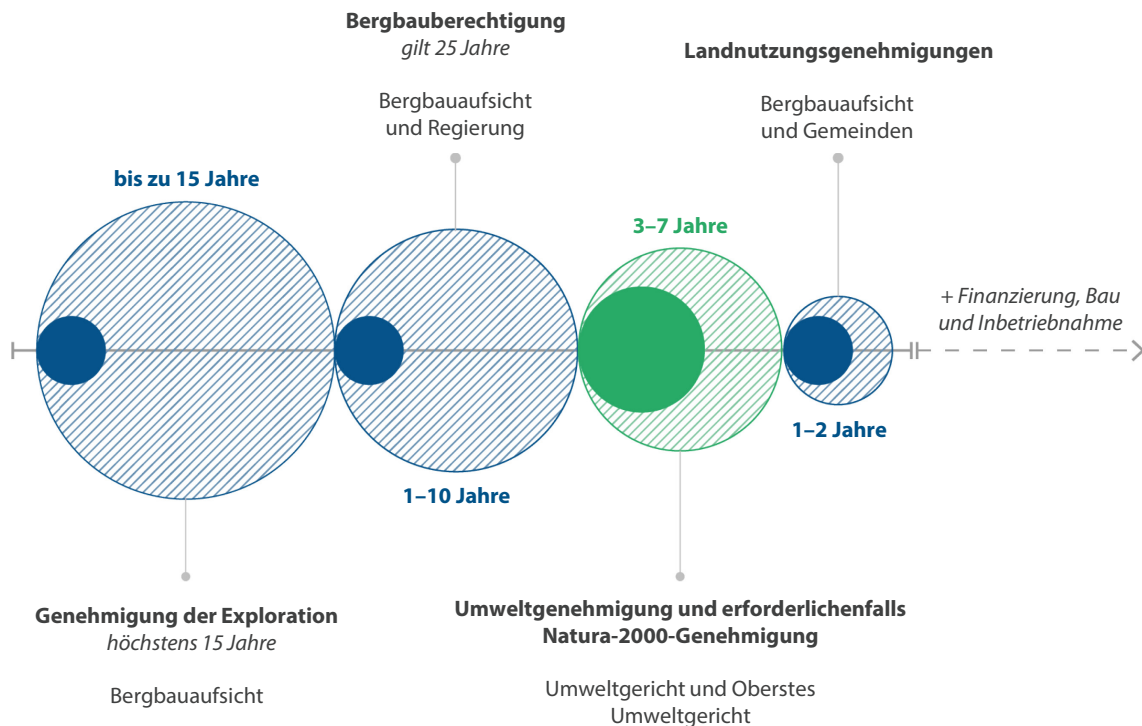 Bergbauberechtigung
gilt 25 Jahre
Bergbauaufsicht
und Regierung
Landnutzungsgenehmigungen
Bergbauaufsicht
und Gemeinden
bis zu 15 Jahre
3–7 Jahre
+ Finanzierung, Bau
und Inbetriebnahme
1–10 Jahre
1–2 Jahre
Genehmigung der Exploration
höchstens 15 Jahre
Bergbauaufsicht
Umweltgenehmigung und erforderlichenfalls
Natura-2000-Genehmigung
Umweltgericht und Oberstes
Umweltgericht